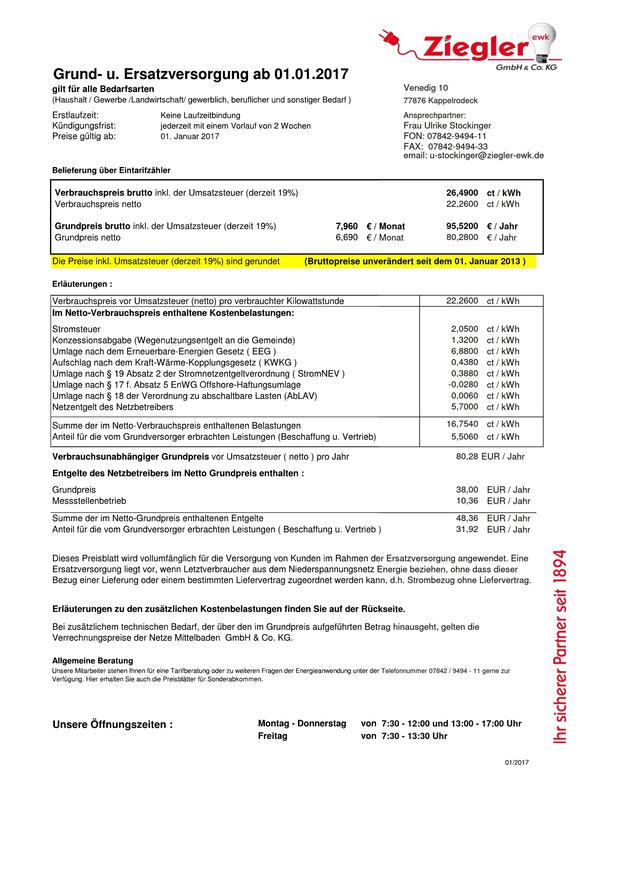 ewk
Ziegler
GmbH & Co. KG
Grund- u. Ersatzversorgung ab 01.01.2017
gilt für alle Bedarfsarten
(Haushalt / Gewerbe /Landwirtschaft/ gewerblich, beruflicher und sonstiger Bedarf )
Venedig 10
77876 Kappelrodeck
Erstlaufzeit: Keine Laufzeitbindung
Kündigungsfrist: jederzeit mit einem Vorlauf von 2 Wochen
Preise gültig ab: 01. Januar 2017
Ansprechpartner:
Frau Ulrike Stockinger
FON: 07842-9494-11
FAX: 07842-9494-33
email: u-stockinger@ziegler-ewk.de
Belieferung über Eintarifzähler
Verbrauchspreis brutto inkl. der Umsatzsteuer (derzeit 19%) 26,4900 ct / kWh
Verbrauchspreis netto 22,2600 ct / kWh
Grundpreis brutto inkl. der Umsatzsteuer (derzeit 19%) 7,960 € / Monat 95,5200 € / Jahr
Grundpreis netto 6,690 € / Monat 80,2800 € / Jahr
Die Preise inkl. Umsatzsteuer (derzeit 19%) sind gerundet (Bruttopreise unverändert seit dem 01. Januar 2013 )
Erläuterungen :
Verbrauchspreis vor Umsatzsteuer (netto) pro verbrauchter Kilowattstunde 22,2600 ct / kWh
Im Netto-Verbrauchspreis enthaltene Kostenbelastungen:
Stromsteuer 2,0500 ct / kWh
Konzessionsabgabe (Wegenutzungsentgelt an die Gemeinde) 1,3200 ct / kWh
Umlage nach dem Erneuerbare-Energien Gesetz ( EEG ) 6,8800 ct / kWh
Aufschlag nach dem Kraft-Wärme-Kopplungsgesetz ( KWKG ) 0,4380 ct / kWh
Umlage nach § 19 Absatz 2 der Stromnetzentgeltverordnung ( StromNEV ) 0,3880 ct / kWh
Umlage nach § 17 f. Absatz 5 EnWG Offshore-Haftungsumlage -0,0280 ct / kWh
Umlage nach § 18 der Verordnung zu abschaltbare Lasten (AbLAV) 0,0060 ct / kWh
Netzentgelt des Netzbetreibers 5,7000 ct / kWh
Summe der im Netto-Verbrauchspreis enthaltenen Belastungen 16,7540 ct / kWh
Anteil für die vom Grundversorger erbrachten Leistungen (Beschaffung u. Vertrieb) 5,5060 ct / kWh
Verbrauchsunabhängiger Grundpreis vor Umsatzsteuer ( netto ) pro Jahr 80,28 EUR / Jahr
Entgelte des Netzbetreibers im Netto Grundpreis enthalten :
Grundpreis 38,00 EUR / Jahr
Messstellenbetrieb 10,36 EUR / Jahr
Summe der im Netto-Grundpreis enthaltenen Entgelte 48,36 EUR / Jahr
Anteil für die vom Grundversorger erbrachten Leistungen ( Beschaffung u. Vertrieb ) 31,92 EUR / Jahr
Dieses Preisblatt wird vollumfänglich für die Versorgung von Kunden im Rahmen der Ersatzversorgung angewendet. Eine
Ersatzversorgung liegt vor, wenn Letztverbraucher aus dem Niederspannungsnetz Energie beziehen, ohne dass dieser
Bezug einer Lieferung oder einem bestimmten Liefervertrag zugeordnet werden kann, d.h. Strombezug ohne Liefervertrag.
Erläuterungen zu den zusätzlichen Kostenbelastungen finden Sie auf der Rückseite.
Bei zusätzlichem technischen Bedarf, der über den im Grundpreis aufgeführten Betrag hinausgeht, gelten die
Verrechnungspreise der Netze Mittelbaden GmbH & Co. KG.
Allgemeine Beratung
Unsere Mitarbeiter stehen Ihnen für eine Tarifberatung oder zu weiteren Fragen der Energieanwendung unter der Telefonnummer 07842 / 9494 - 11 gerne zur
Verfügung. Hier erhalten Sie auch die Preisblätter für Sonderabkommen.
Unsere Öffnungszeiten : Montag - Donnerstag von 7:30 - 12:00 und 13:00 - 17:00 Uhr
Freitag von 7:30 - 13:30 Uhr
01/2017
Ihr sicherer Partner seit 1894